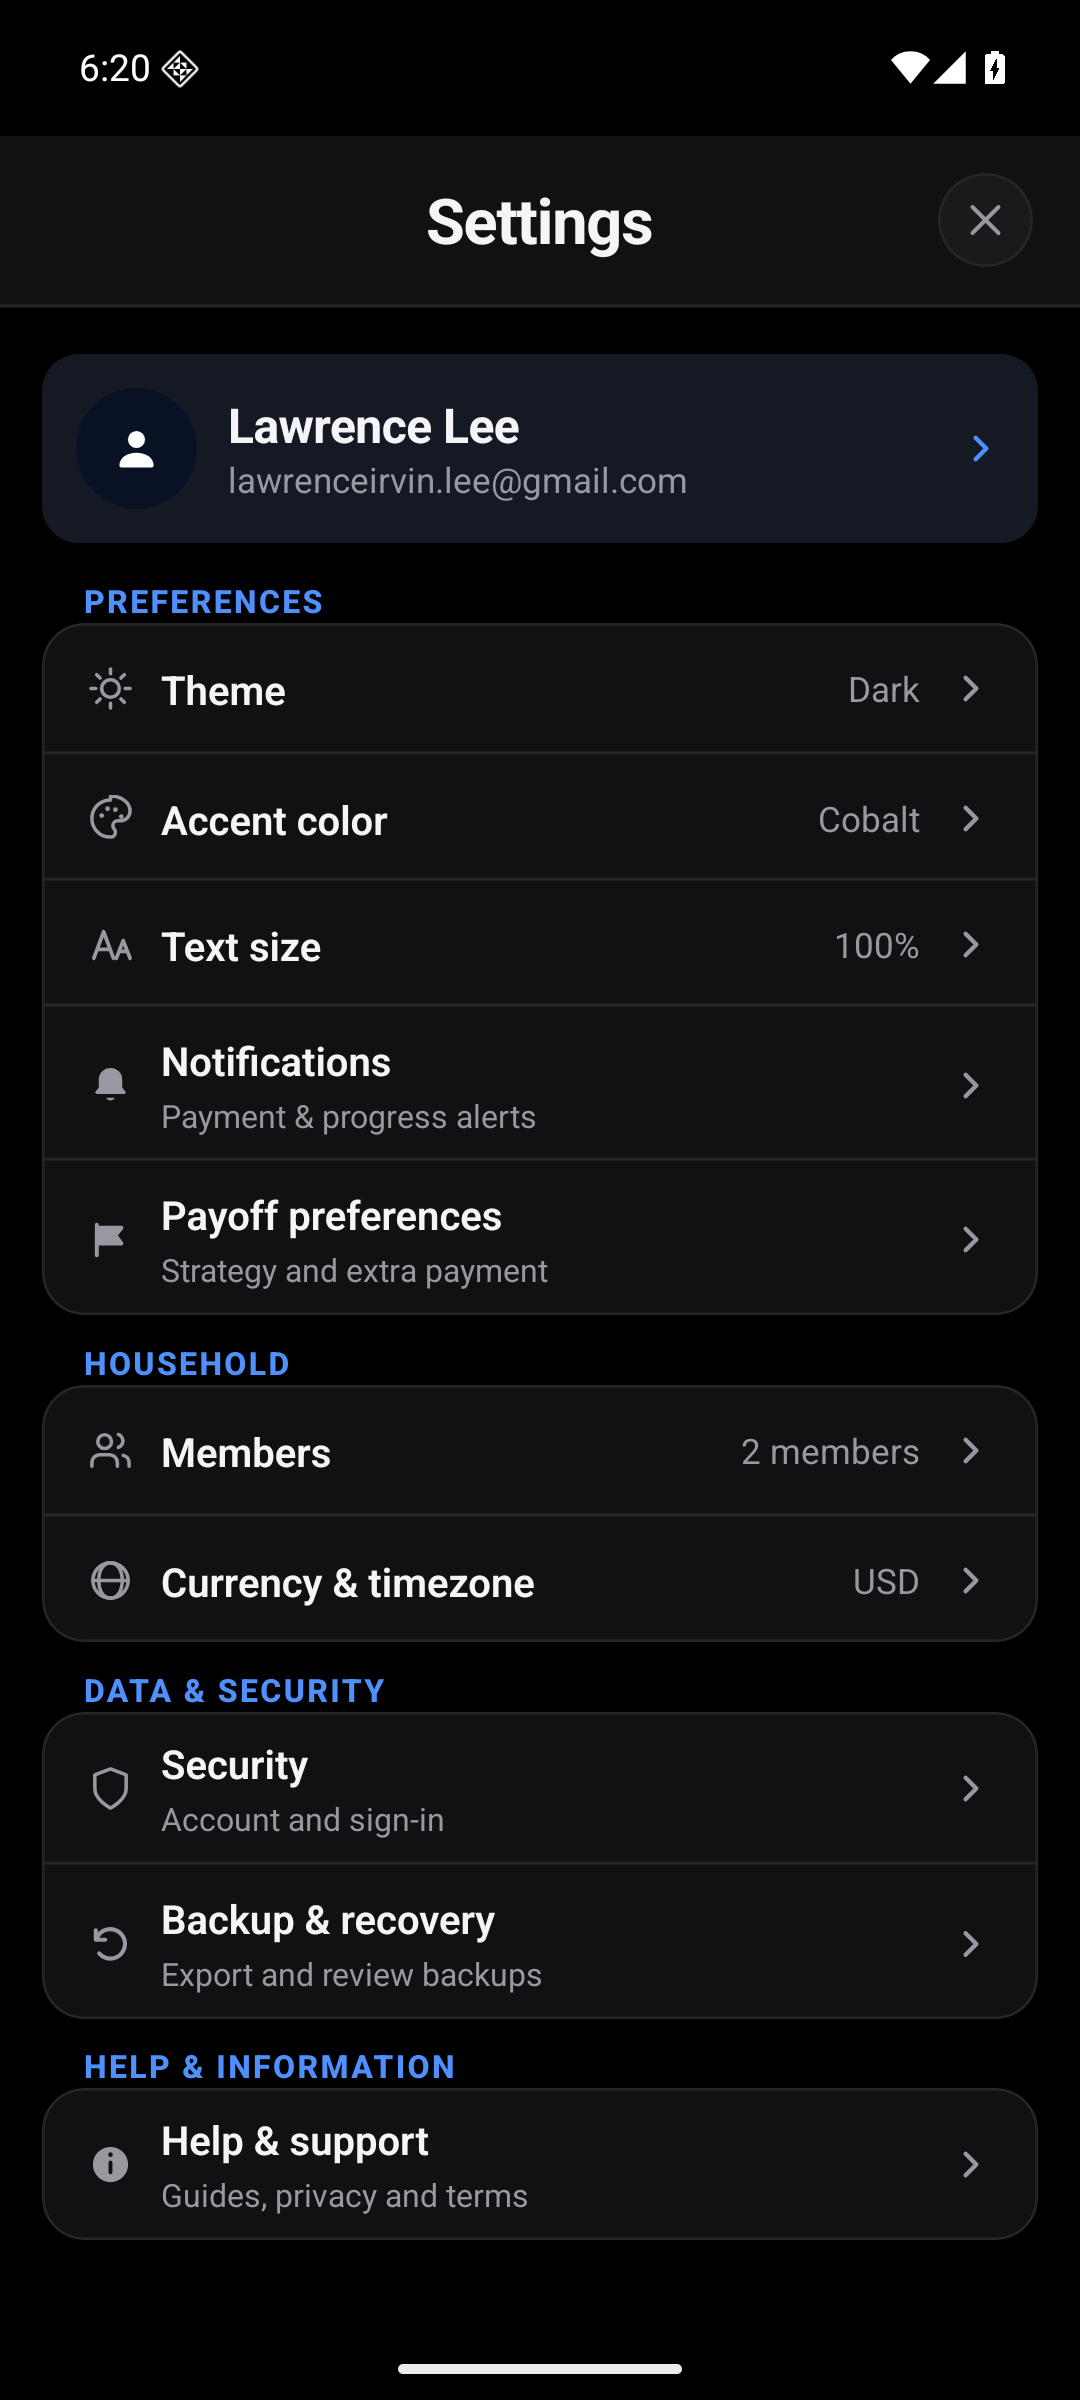 6:20
Settings
Lawrence Lee
lawrenceirvin.lee@gmail.com
PREFERENCES
Theme
Dark
Accent color
Cobalt
Text size
100%
Notifications
Payment & progress alerts
Payoff preferences
Strategy and extra payment
HOUSEHOLD
Members
2 members
Currency & timezone
USD
DATA & SECURITY
Security
Account and sign-in
Backup & recovery
Export and review backups
HELP & INFORMATION
Help & support
Guides, privacy and terms